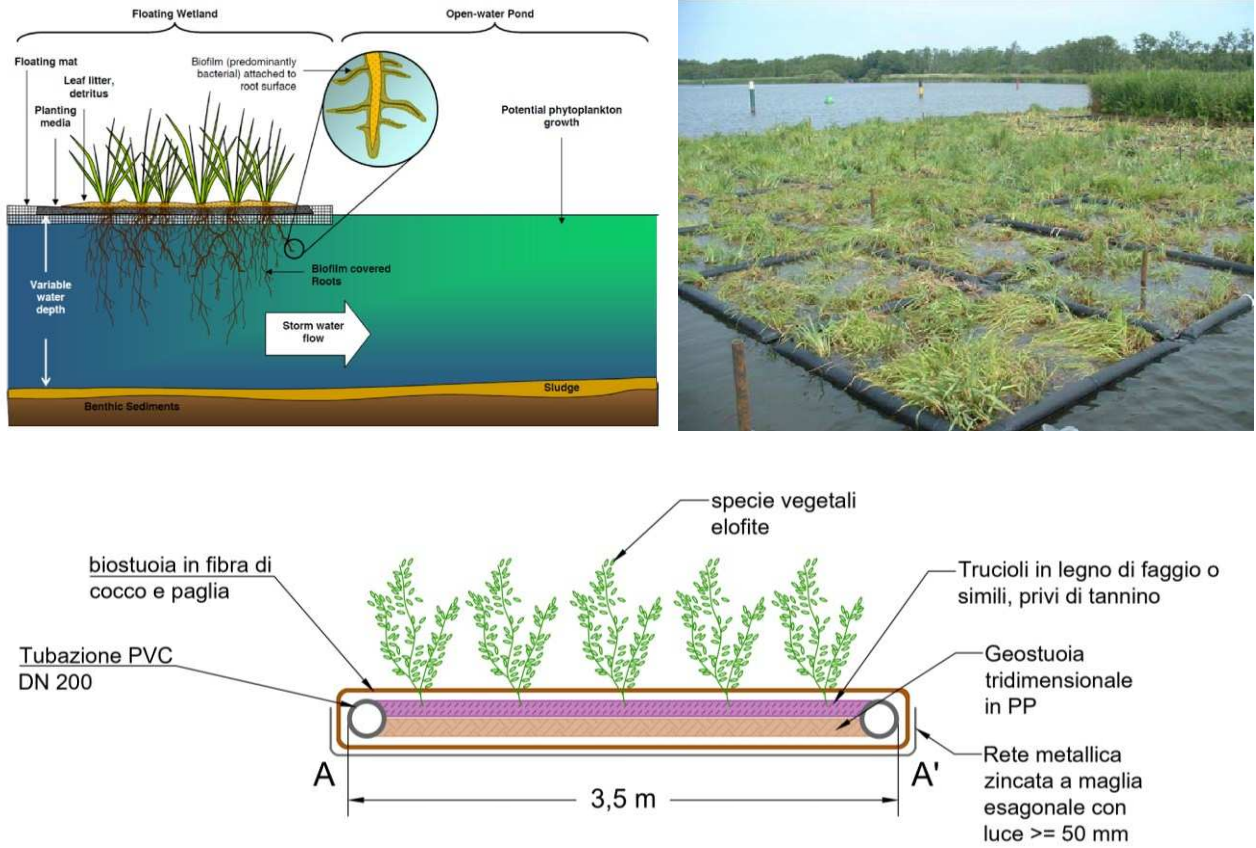 Floating Wetland
Open-water Pond
Floating mat
Leaf litter,
detritus
Planting
media
Biofilm (predominantly
bacterial) attached to
root surface
Potential phytoplankton
growth
Variable
water
depth
Biofilm covered
Roots
Storm water
flow
Sludge
Benthic Sediments
specie vegetali
elofite
biostuoia in fibra di
cocco e paglia
Trucioli in legno di faggio o
simili, privi di tannino
Tubazione PVC
DN 200
Geostuoia
tridimensionale
in PP
A
A'
3,5 m
Rete metallica
zincata a maglia
esagonale con
luce >= 50 mm